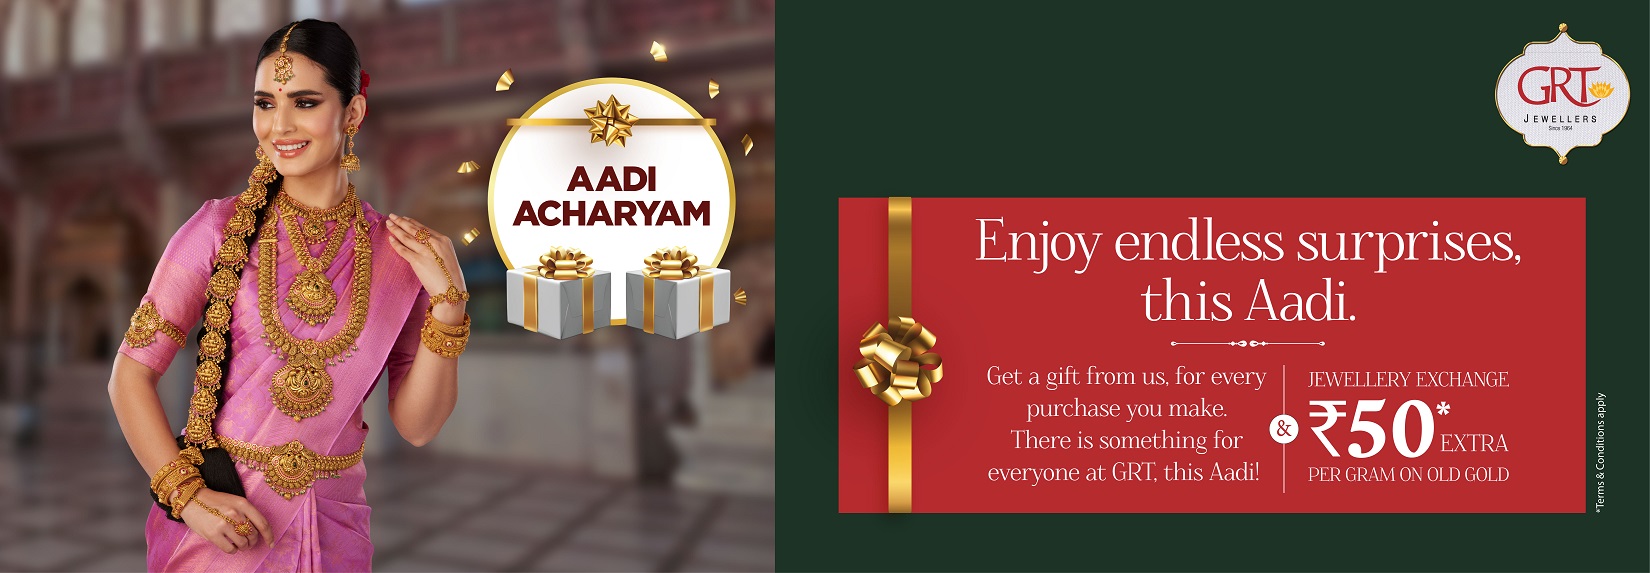 AADI
ACHARYAM
GRT
JEWELLERS
Since 1964
Enjoy endless surprises,
this Aadi.
Get a gift from us, for every
purchase you make.
There is something for
everyone at GRT, this Aadi!
&
JEWELLERY EXCHANGE
₹50*
EXTRA
PER GRAM ON OLD GOLD
*Terms & Conditions apply